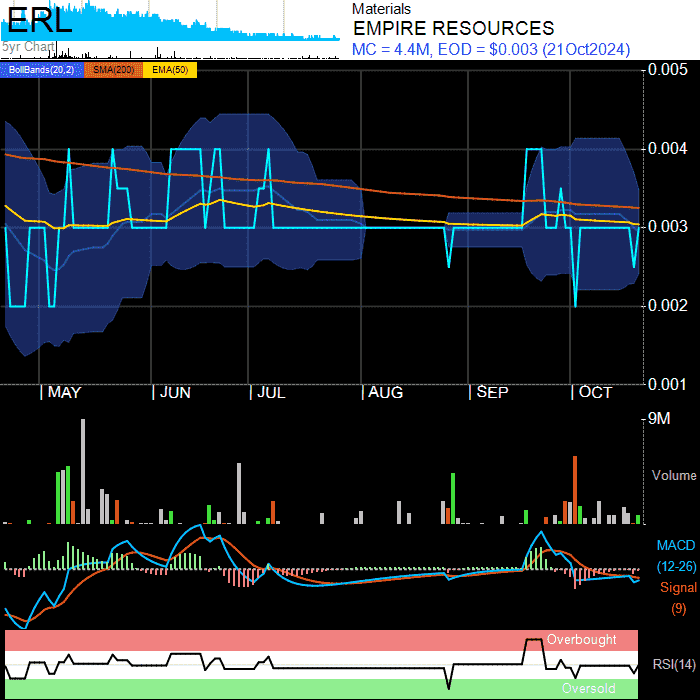 ERL
5yr Chart
Materials
EMPIRE RESOURCES
MC = 4.4M, EOD = $0.003 (21Oct2024)
BollBands(20,2) SMA(200) EMA(50)
0.005
0.004
0.003
0.002
0.001
MAY JUN JUL AUG SEP OCT
9M
Volume
MACD
(12-26)
Signal
(9)
Overbought
RSI(14)
Oversold